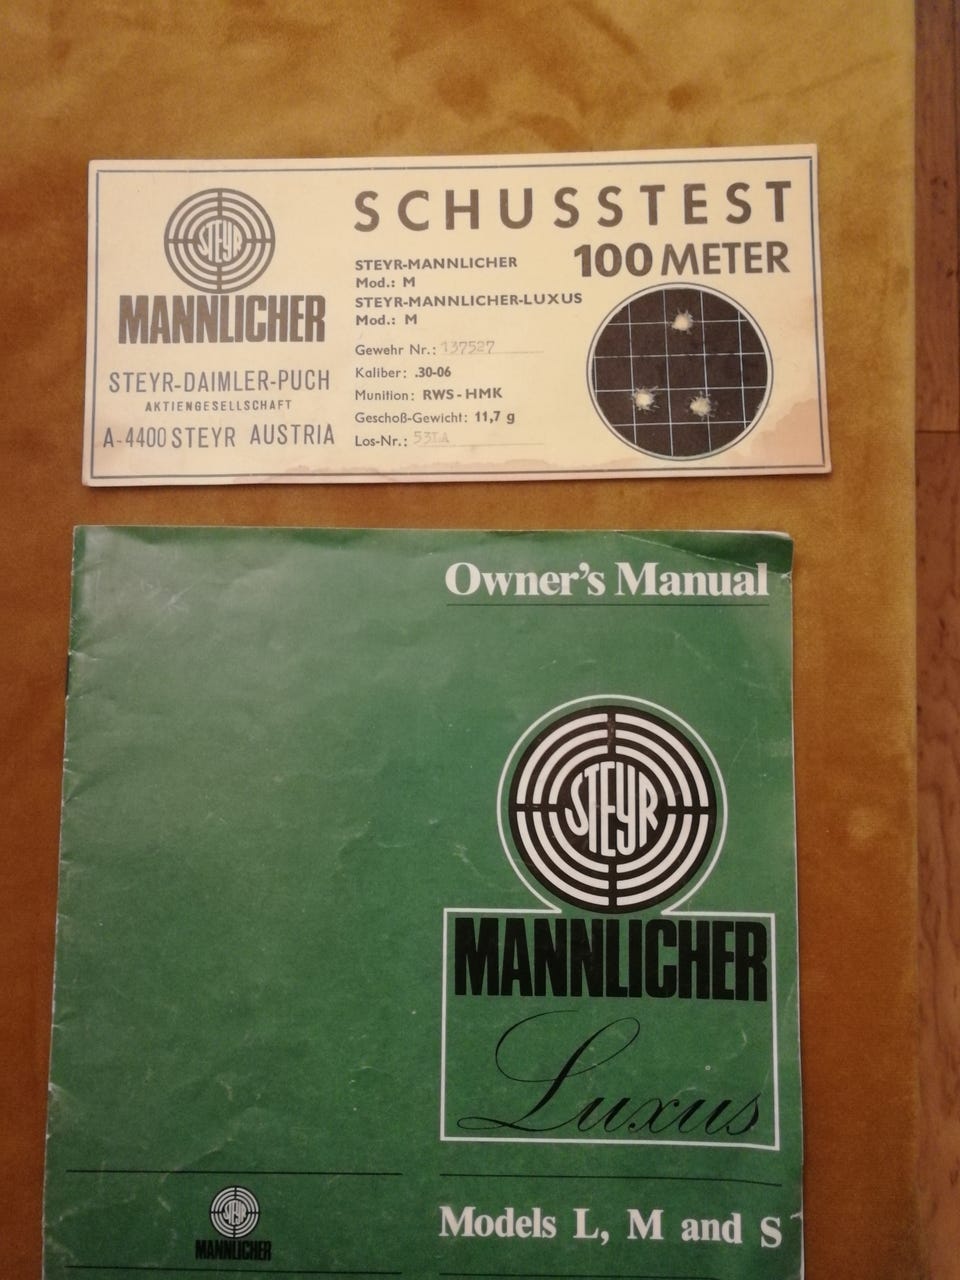 STEYR
MANNLICHER
STEYR-DAIMLER-PUCH
AKTIENGESELLSCHAFT
A-4400 STEYR AUSTRIA
SCHUSSTEST
100 METER
STEYR-MANNLICHER
Mod.: M
STEYR-MANNLICHER-LUXUS
Mod.: M
Gewehr Nr.: 137527
Kaliber: .30-06
Munition: RWS-HMK
Geschoß-Gewicht: 11,7 g
Los-Nr.: 53LA
Owner's Manual
STEYR
MANNLICHER
Luxus
STEYR
MANNLICHER
Models L, M and S